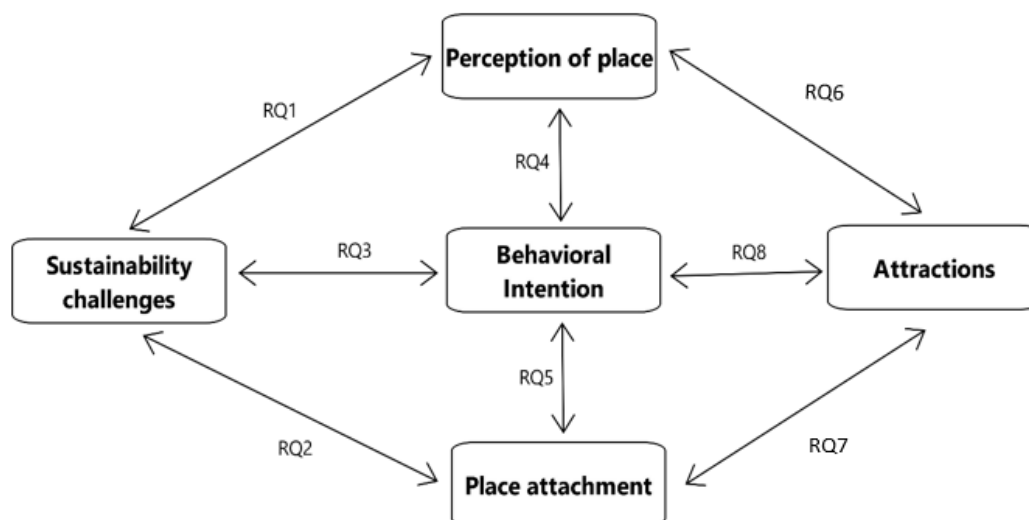 Perception of place
RQ1
RQ6
RQ4
Sustainability
challenges
RQ3
Behavioral
Intention
RQ8
Attractions
RQ5
RQ2
RQ7
Place attachment